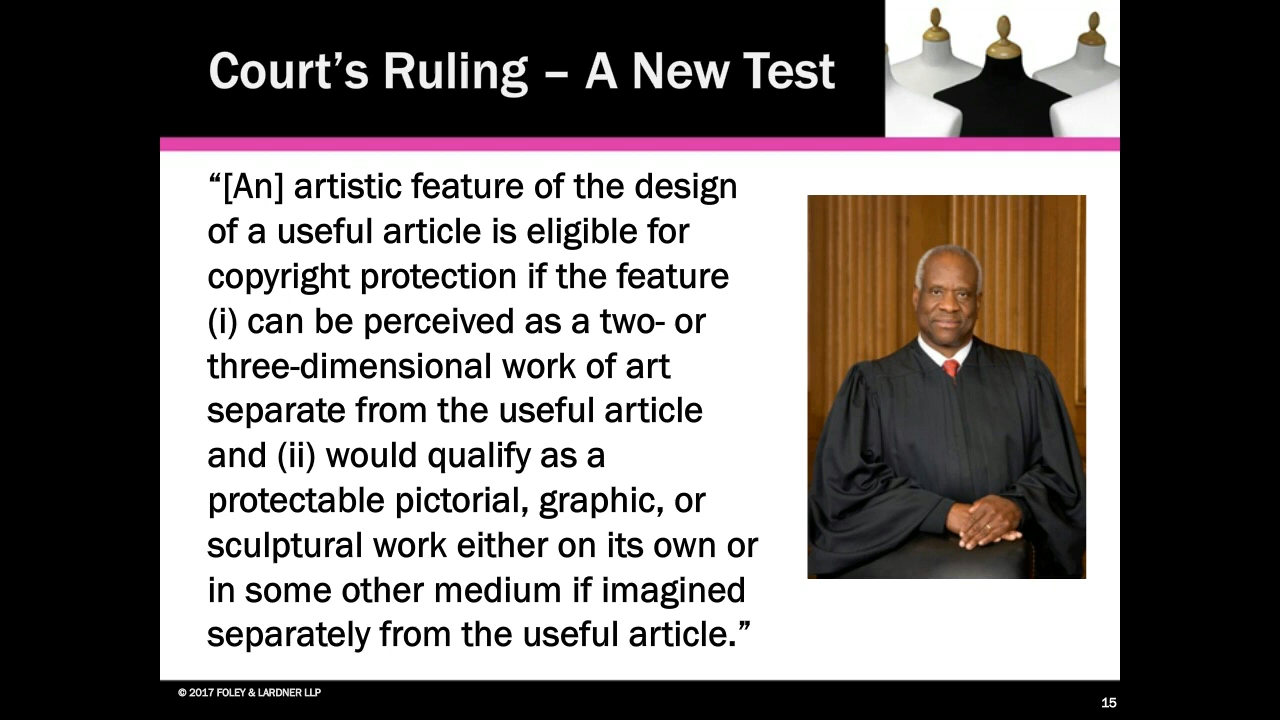 Court’s Ruling – A New Test
“[An] artistic feature of the design
of a useful article is eligible for
copyright protection if the feature
(i) can be perceived as a two- or
three-dimensional work of art
separate from the useful article
and (ii) would qualify as a
protectable pictorial, graphic, or
sculptural work either on its own or
in some other medium if imagined
separately from the useful article.”
© 2017 FOLEY & LARDNER LLP
15